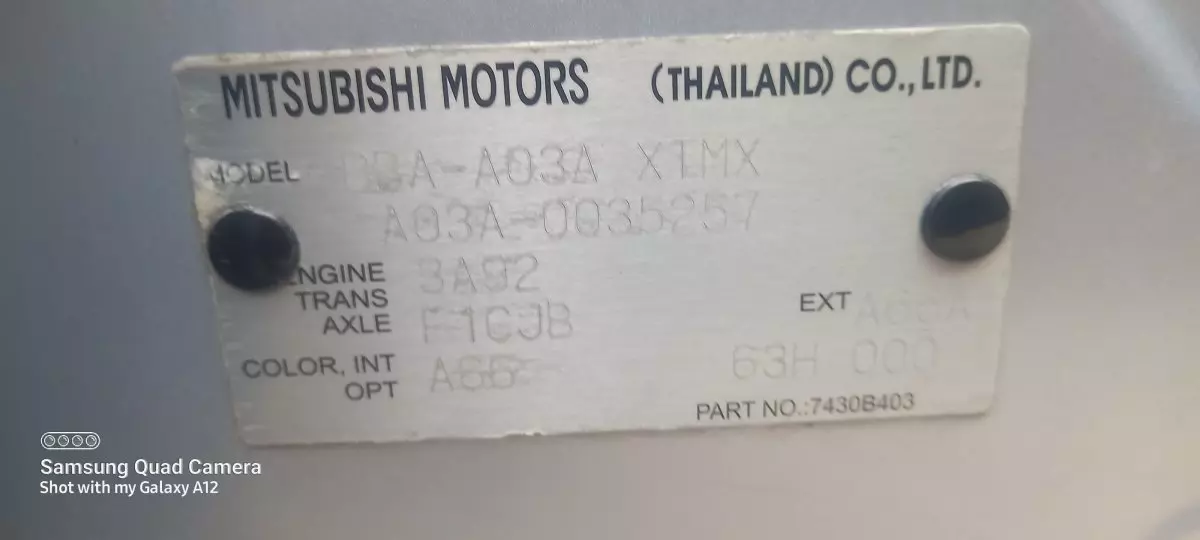 MITSUBISHI MOTORS (THAILAND) CO., LTD.
MODEL DBA-A03A X1MX
A03A-0035257
ENGINE 3A92
TRANS
AXLE F1CJB EXT
COLOR, INT
OPT 63H 000
PART NO.:7430B403
Samsung Quad Camera
Shot with my Galaxy A12